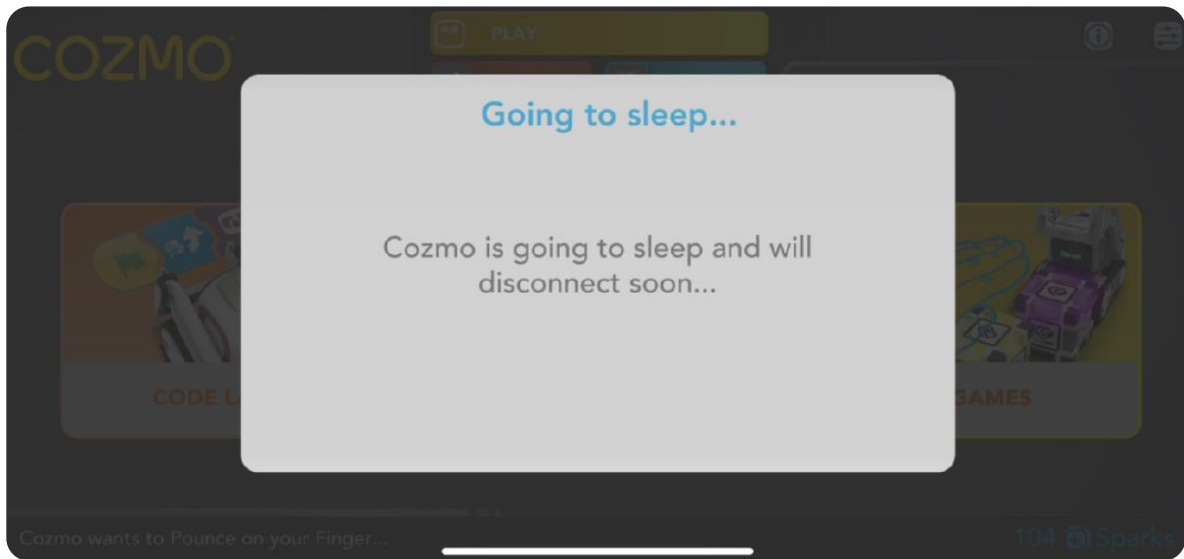 COZMO
PLAY
Going to sleep...
Cozmo is going to sleep and will
disconnect soon...
CODE L
GAMES
Cozmo wants to Pounce on your Finger...
104 Sparks